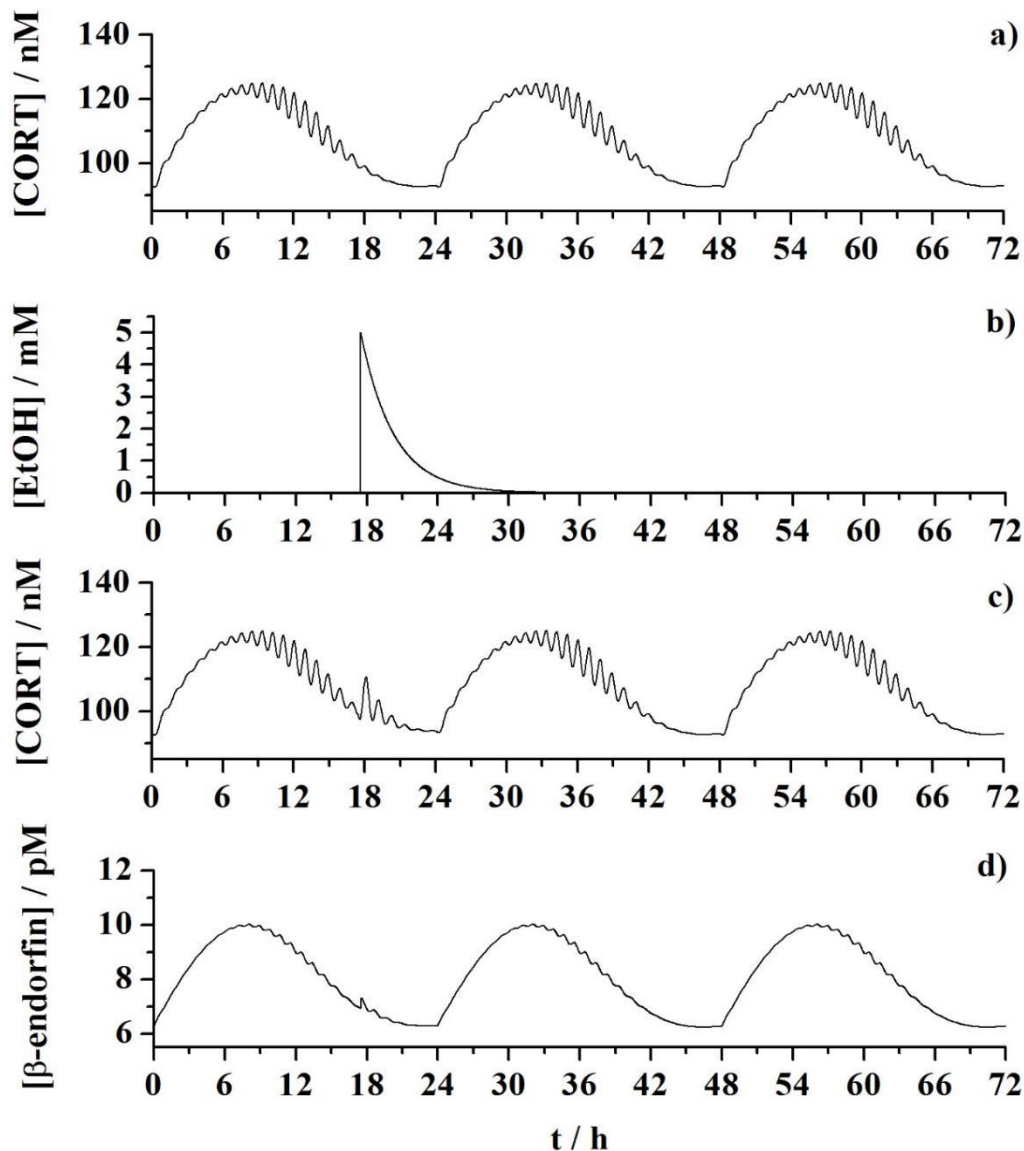 a)
[CORT] / nM
140
120
100
0 6 12 18 24 30 36 42 48 54 60 66 72
b)
[EtOH] / mM
5
4
3
2
1
0
0 6 12 18 24 30 36 42 48 54 60 66 72
c)
[CORT] / nM
140
120
100
0 6 12 18 24 30 36 42 48 54 60 66 72
d)
[β-endorfin] / pM
12
10
8
6
0 6 12 18 24 30 36 42 48 54 60 66 72
t / h